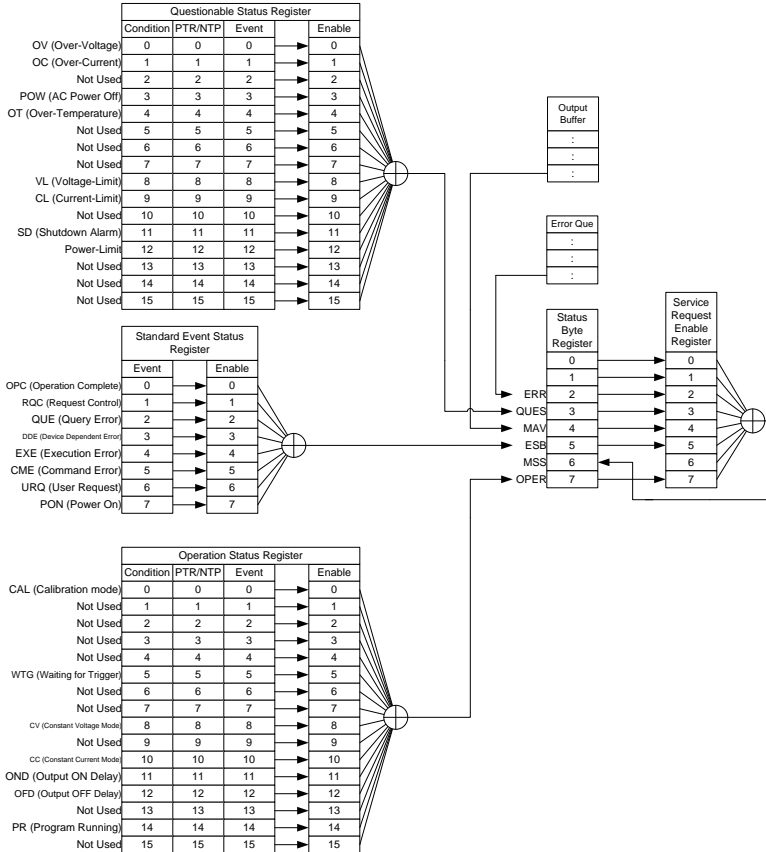 Questionable Status Register
Condition PTR/NTP Event Enable
OV (Over-Voltage) 0 0 0 0
OC (Over-Current) 1 1 1 1
Not Used 2 2 2 2
POW (AC Power Off) 3 3 3 3
OT (Over-Temperature) 4 4 4 4
Not Used 5 5 5 5
Not Used 6 6 6 6
Not Used 7 7 7 7
VL (Voltage-Limit) 8 8 8 8
CL (Current-Limit) 9 9 9 9
Not Used 10 10 10 10
SD (Shutdown Alarm) 11 11 11 11
Power-Limit 12 12 12 12
Not Used 13 13 13 13
Not Used 14 14 14 14
Not Used 15 15 15 15
Output
Buffer
:
:
:
Error Que
:
:
:
Standard Event Status
Register
Event Enable
OPC (Operation Complete) 0 0
RQC (Request Control) 1 1
QUE (Query Error) 2 2
DDE (Device Dependent Error) 3 3
EXE (Execution Error) 4 4
CME (Command Error) 5 5
URQ (User Request) 6 6
PON (Power On) 7 7
Status
Byte
Register
Service
Request
Enable
Register
0 0
1 1
ERR 2 2
QUES 3 3
MAV 4 4
ESB 5 5
MSS 6 6
OPER 7 7
Operation Status Register
Condition PTR/NTP Event Enable
CAL (Calibration mode) 0 0 0 0
Not Used 1 1 1 1
Not Used 2 2 2 2
Not Used 3 3 3 3
Not Used 4 4 4 4
WTG (Waiting for Trigger) 5 5 5 5
Not Used 6 6 6 6
Not Used 7 7 7 7
CV (Constant Voltage Mode) 8 8 8 8
Not Used 9 9 9 9
CC (Constant Current Mode) 10 10 10 10
OND (Output ON Delay) 11 11 11 11
OFD (Output OFF Delay) 12 12 12 12
Not Used 13 13 13 13
PR (Program Running) 14 14 14 14
Not Used 15 15 15 15